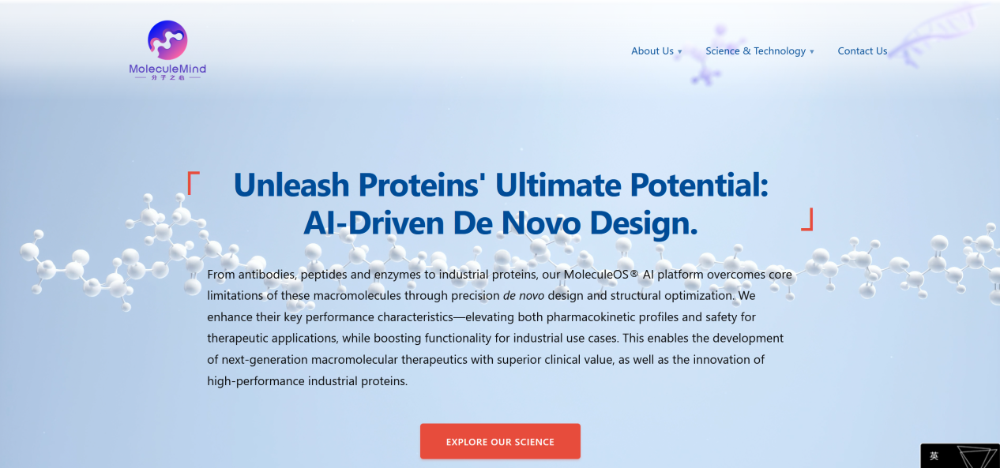 MoleculeMind
分子之心
About Us ▾ Science & Technology ▾ Contact Us
Unleash Proteins' Ultimate Potential:
AI-Driven De Novo Design.
From antibodies, peptides and enzymes to industrial proteins, our MoleculeOS® AI platform overcomes core
limitations of these macromolecules through precision de novo design and structural optimization. We
enhance their key performance characteristics—elevating both pharmacokinetic profiles and safety for
therapeutic applications, while boosting functionality for industrial use cases. This enables the development
of next-generation macromolecular therapeutics with superior clinical value, as well as the innovation of
high-performance industrial proteins.
EXPLORE OUR SCIENCE
英